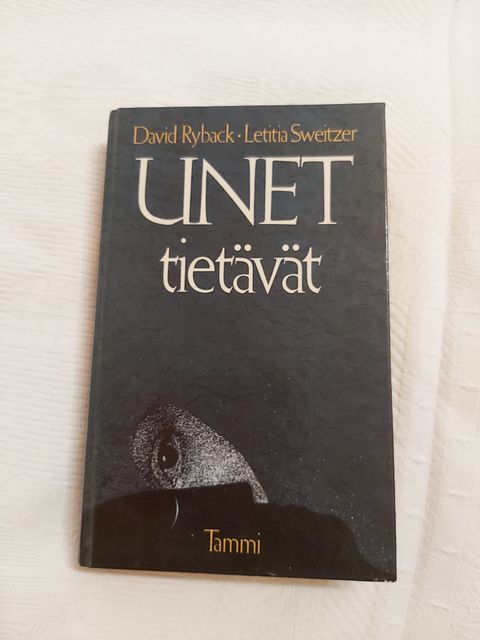 David Ryback · Letitia Sweitzer
UNET
tietävät
Tammi